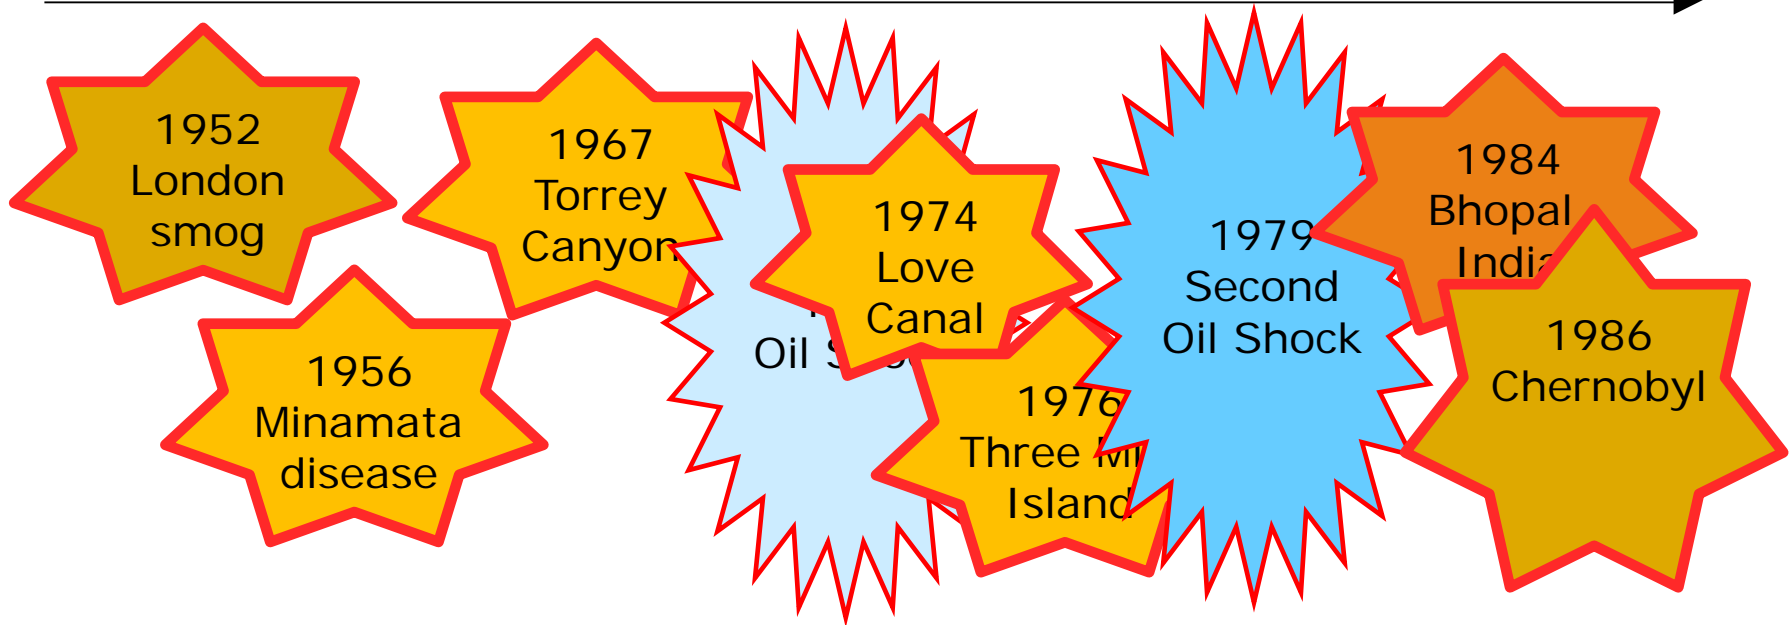 1952
London
smog
1956
Minamata
disease
1967
Torrey
Canyon
Oil
1974
Love
Canal
1976
Three
Island
1979
Second
Oil Shock
1984
Bhopal
India
1986
Chernobyl